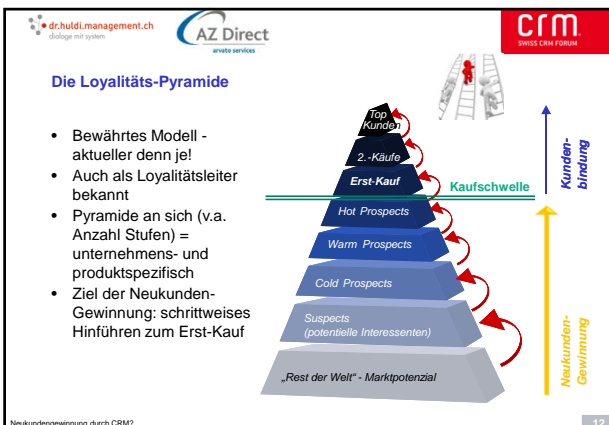 dr.huldi.management.ch
dialoge mit system
AZ Direct
arvato services
crm
SWISS CRM FORUM
Die Loyalitäts-Pyramide
• Bewährtes Modell -
aktueller denn je!
• Auch als Loyalitätsleiter
bekannt
• Pyramide an sich (v.a.
Anzahl Stufen) =
unternehmens- und
produktspezifisch
• Ziel der Neukunden-
Gewinnung: schrittweises
Hinführen zum Erst-Kauf
Top
Kunden
2.-Käufe
Erst-Kauf
Kaufschwelle
Hot Prospects
Warm Prospects
Cold Prospects
Suspects
(potentielle Interessenten)
„Rest der Welt“ - Marktpotenzial
Kunden-
bindung
Neukunden-
Gewinnung
Neukundengewinnung durch CRM?
12